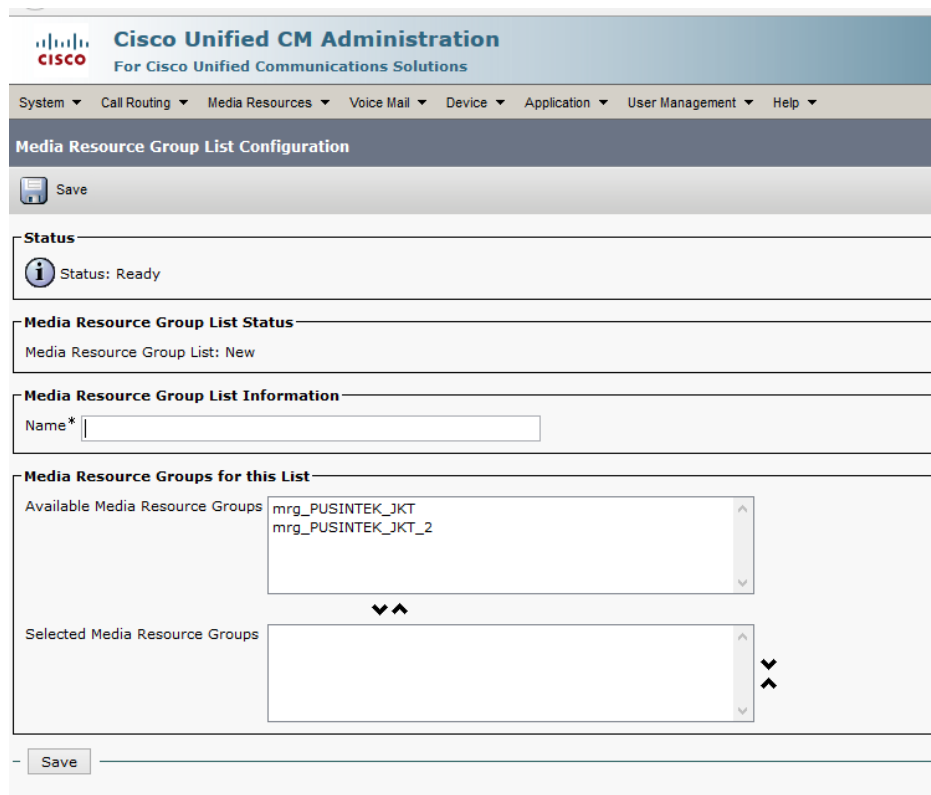 CISCO
Cisco Unified CM Administration
For Cisco Unified Communications Solutions
System Call Routing Media Resources Voice Mail Device Application User Management Help
Media Resource Group List Configuration
Save
Status
i Status: Ready
Media Resource Group List Status
Media Resource Group List: New
Media Resource Group List Information
Name*
Media Resource Groups for this List
Available Media Resource Groups mrg_PUSINTEK_JKT
mrg_PUSINTEK_JKT_2
Selected Media Resource Groups
Save